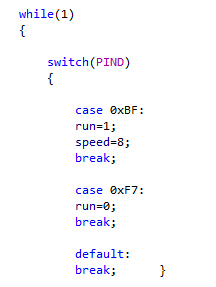 while(1)
{
switch(PIND)
{
case 0xBF:
run=1;
speed=8;
break;
case 0xF7:
run=0;
break;
default:
break;      }